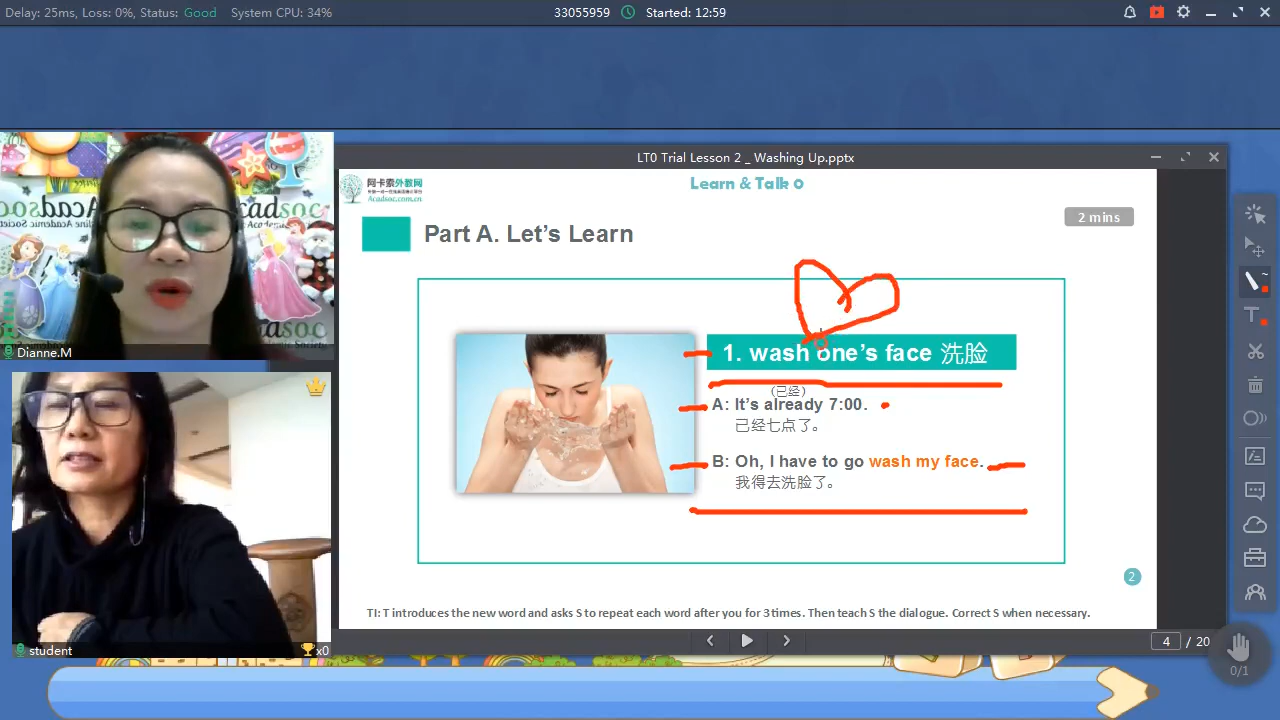 Delay: 25ms, Loss: 0%, Status: Good System CPU: 34% 33055959 Started: 12:59
LT0 Trial Lesson 2 _ Washing Up.pptx
阿卡索外教网
Acadsoc.com.cn
Learn & Talk 0
2 mins
Part A. Let's Learn
1. wash one's face 洗脸
(已经)
A: It's already 7:00.
已经七点了。
B: Oh, I have to go wash my face.
我得去洗脸了。
2
TI: T introduces the new word and asks S to repeat each word after you for 3 times. Then teach S the dialogue. Correct S when necessary.
4 / 20
0/1
Dianne.M
student
x0